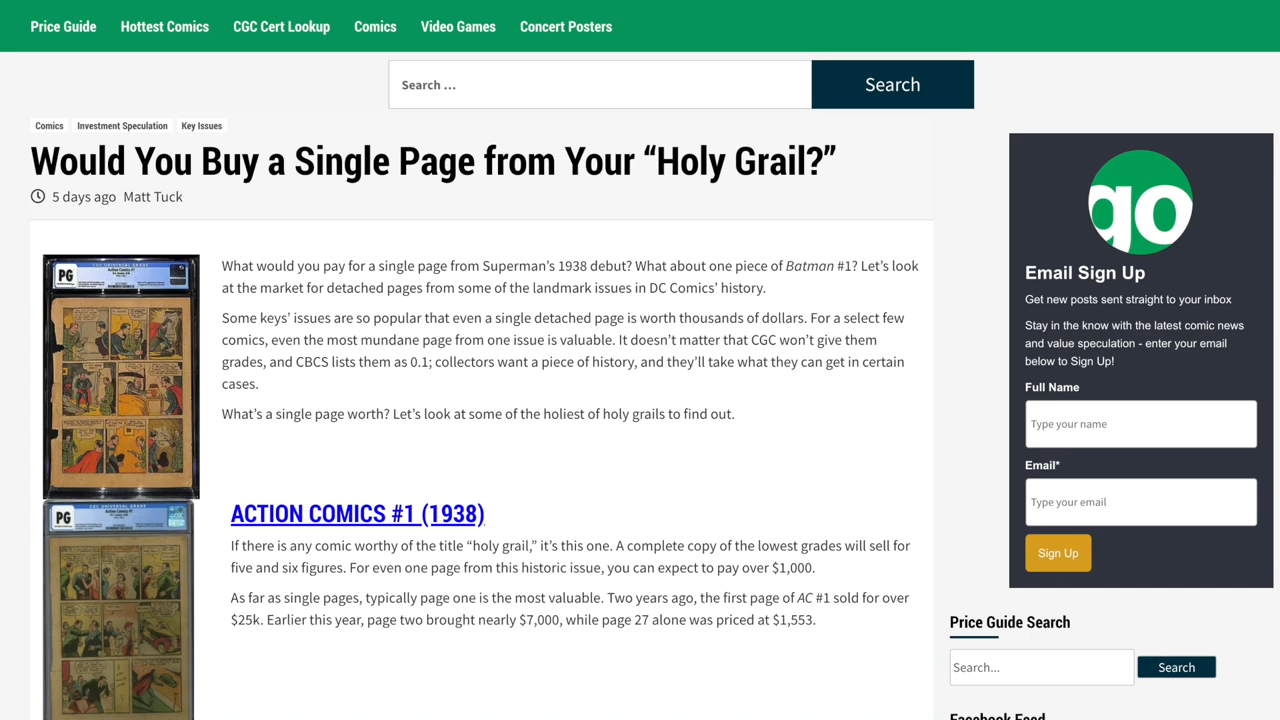 Price Guide Hottest Comics CGC Cert Lookup Comics Video Games Concert Posters
Search ... Search
Comics Investment Speculation Key Issues
Would You Buy a Single Page from Your “Holy Grail?”
5 days ago Matt Tuck
What would you pay for a single page from Superman’s 1938 debut? What about one piece of Batman #1? Let’s look
at the market for detached pages from some of the landmark issues in DC Comics’ history.
Some keys’ issues are so popular that even a single detached page is worth thousands of dollars. For a select few
comics, even the most mundane page from one issue is valuable. It doesn’t matter that CGC won’t give them
grades, and CBCS lists them as 0.1; collectors want a piece of history, and they’ll take what they can get in certain
cases.
What’s a single page worth? Let’s look at some of the holiest of holy grails to find out.
PG
Action Comics #1
CGC UNIVERSAL GRADE
PG
Action Comics #1
ACTION COMICS #1 (1938)
If there is any comic worthy of the title “holy grail,” it’s this one. A complete copy of the lowest grades will sell for
five and six figures. For even one page from this historic issue, you can expect to pay over $1,000.
As far as single pages, typically page one is the most valuable. Two years ago, the first page of AC #1 sold for over
$25k. Earlier this year, page two brought nearly $7,000, while page 27 alone was priced at $1,553.
go
Email Sign Up
Get new posts sent straight to your inbox
Stay in the know with the latest comic news
and value speculation - enter your email
below to Sign Up!
Full Name
Type your name
Email*
Type your email
Sign Up
Price Guide Search
Search... Search
Facebook Feed